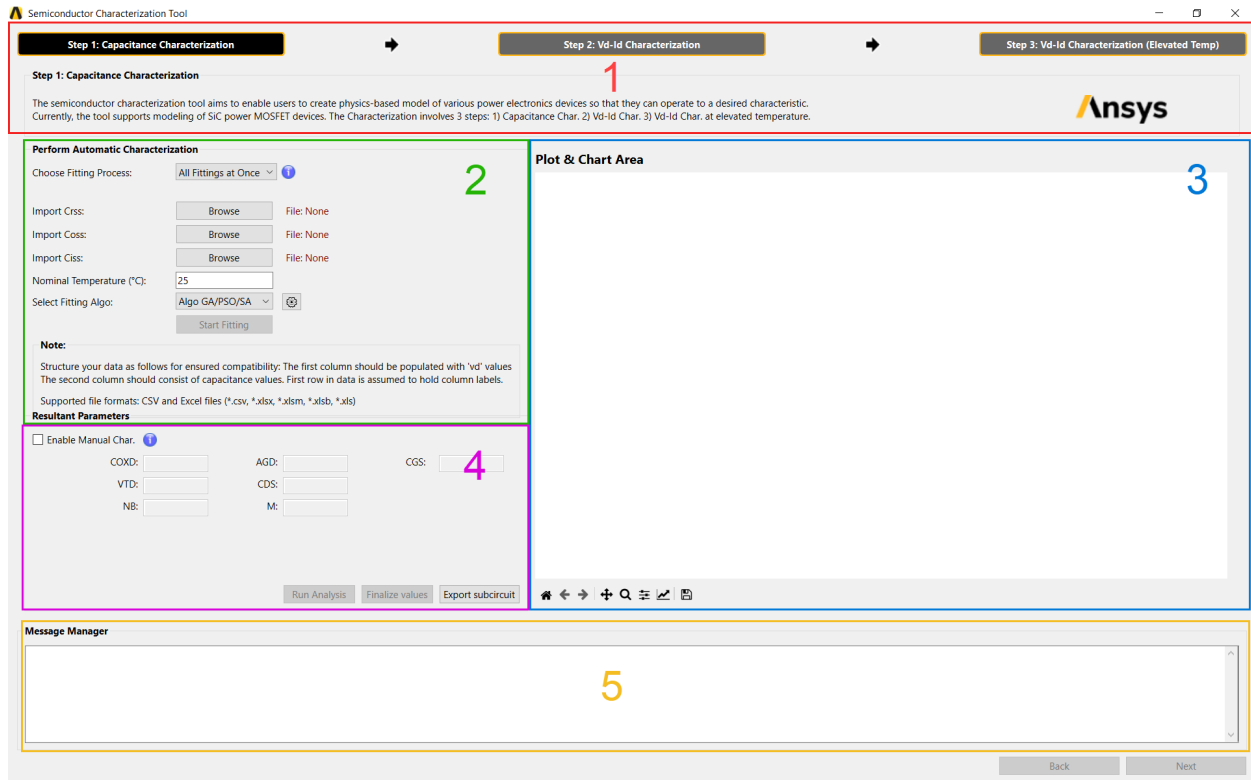 Semiconductor Characterization Tool
Step 1: Capacitance Characterization
Step 2: Vd-Id Characterization
Step 3: Vd-Id Characterization (Elevated Temp)
Step 1: Capacitance Characterization
1
The semiconductor characterization tool aims to enable users to create physics-based model of various power electronics devices so that they can operate to a desired characteristic.
Currently, the tool supports modeling of SiC power MOSFET devices. The Characterization involves 3 steps: 1) Capacitance Char. 2) Vd-Id Char. 3) Vd-Id Char. at elevated temperature.
Ansys
Perform Automatic Characterization
2
Choose Fitting Process: All Fittings at Once i
Import Crss: Browse File: None
Import Coss: Browse File: None
Import Ciss: Browse File: None
Nominal Temperature (°C): 25
Select Fitting Algo: Algo GA/PSO/SA
Start Fitting
Note:
Structure your data as follows for ensured compatibility: The first column should be populated with 'vd' values
The second column should consist of capacitance values. First row in data is assumed to hold column labels.
Supported file formats: CSV and Excel files (*.csv, *.xlsx, *.xlsm, *.xlsb, *.xls)
Plot & Chart Area
3
Resultant Parameters
Enable Manual Char. i
COXD: AGD: CGS:
4
VTD: CDS:
NB: M:
Run Analysis Finalize values Export subcircuit
Message Manager
5
Back Next